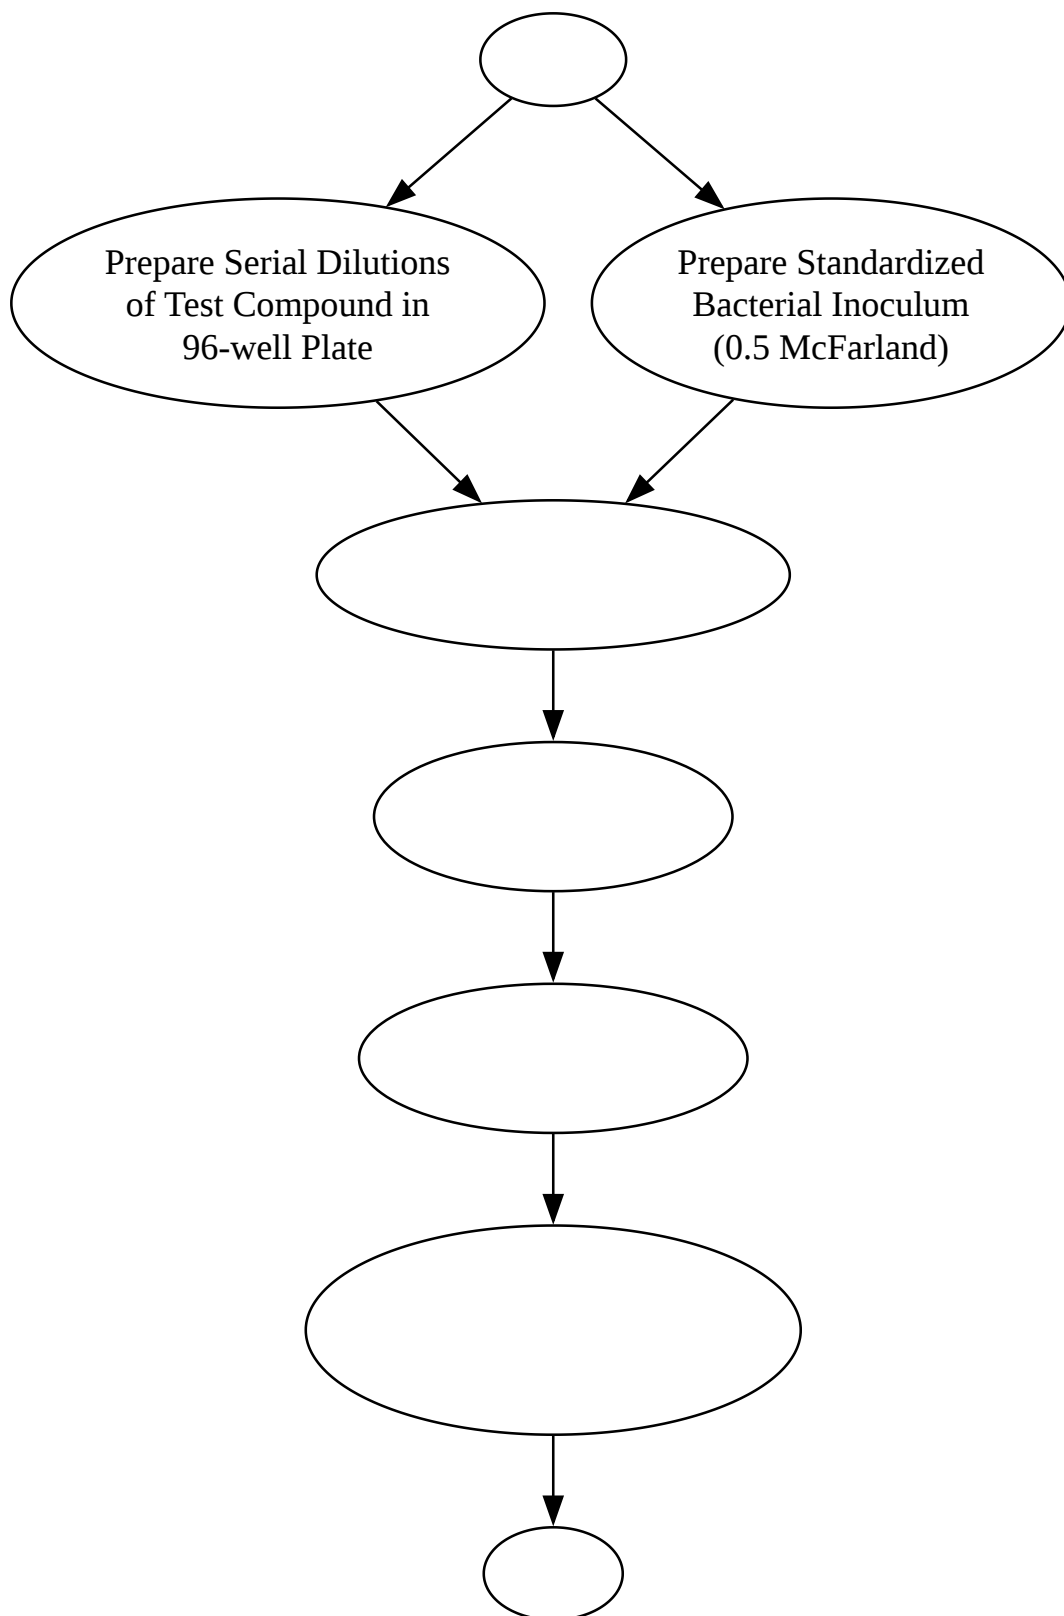 Prepare Serial Dilutions
of Test Compound in
96-well Plate
Prepare Standardized
Bacterial Inoculum
(0.5 McFarland)